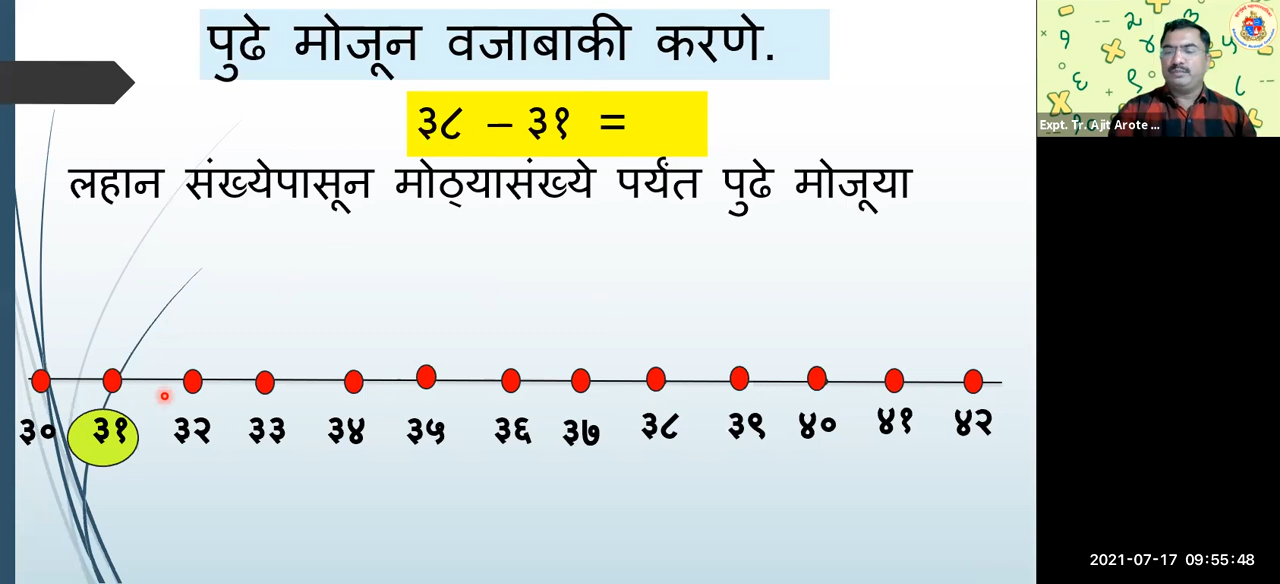 पुढे मोजून वजाबाकी करणे.
३८ – ३१ =
लहान संख्येपासून मोठ्यासंख्ये पर्यंत पुढे मोजूया
३० ३१ ३२ ३३ ३४ ३५ ३६ ३७ ३८ ३९ ४० ४१ ४२
Expt. Tr. Ajit Arote ...
2021-07-17 09:55:48